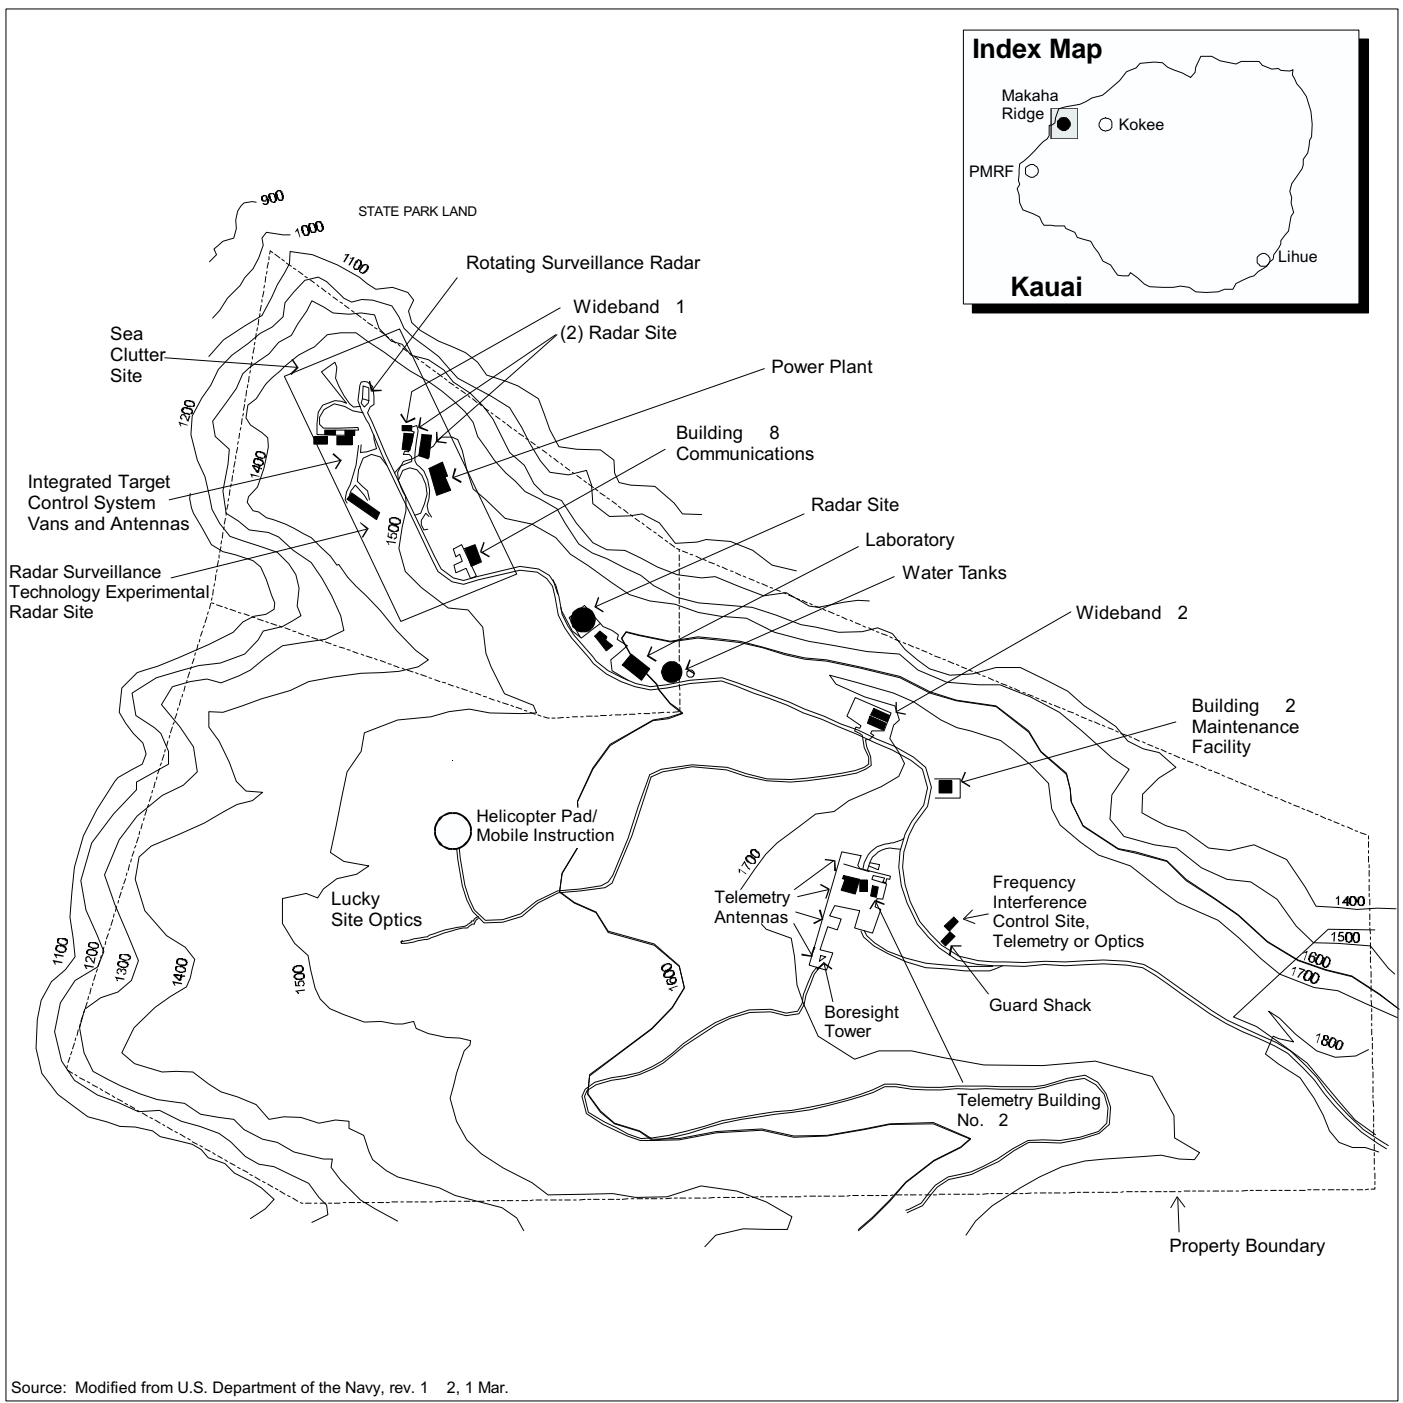 Index Map
Makaha
Ridge
Kokee
PMRF
Lihue
Kauai
900
STATE PARK LAND
1000
1100
Rotating Surveillance Radar
Wideband 1
(2) Radar Site
Sea
Clutter
Site
Power Plant
1200
Building 8
Communications
1400
Integrated Target
Control System
Vans and Antennas
1500
Radar Site
Laboratory
Water Tanks
Radar Surveillance
Technology Experimental
Radar Site
Wideband 2
Building 2
Maintenance
Facility
Helicopter Pad/
Mobile Instruction
1700
Lucky
Site Optics
Telemetry
Antennas
Frequency
Interference
Control Site,
Telemetry or Optics
1400
1500
1600
1700
1100
1200
1300
1400
1500
1600
Boresight
Tower
Guard Shack
1800
Telemetry Building
No. 2
Property Boundary
Source: Modified from U.S. Department of the Navy, rev. 1 2, 1 Mar.